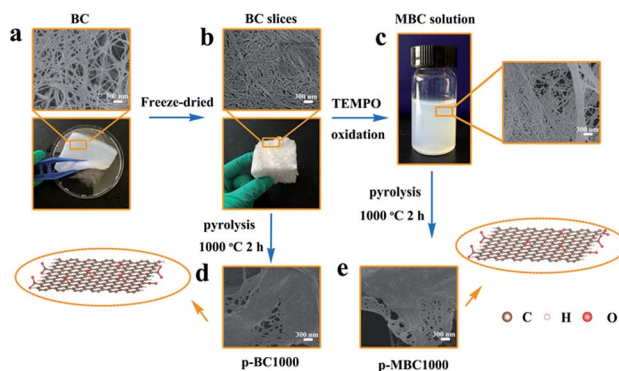 BC
BC slices
MBC solution
a
b
c
300 nm
300 nm
300 nm
Freeze-dried
TEMPO
oxidation
pyrolysis
1000 °C 2 h
pyrolysis
1000 °C 2 h
d
e
300 nm
300 nm
C H O
p-BC1000
p-MBC1000